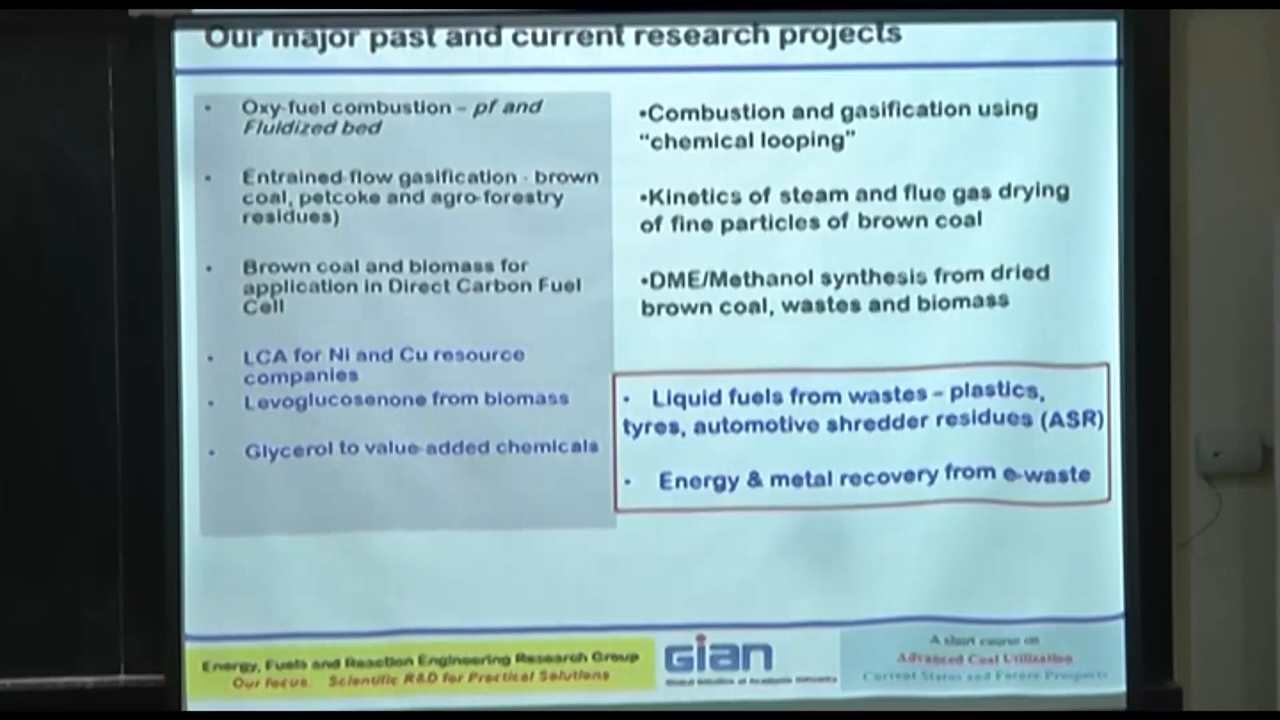 Our major past and current research projects
• Oxy-fuel combustion – pf and
Fluidized bed
• Entrained flow gasification - brown
coal, petcoke and agro-forestry
residues)
• Brown coal and biomass for
application in Direct Carbon Fuel
Cell
• LCA for Ni and Cu resource
companies
• Levoglucosenone from biomass
• Glycerol to value added chemicals
•Combustion and gasification using
“chemical looping”
•Kinetics of steam and flue gas drying
of fine particles of brown coal
•DME/Methanol synthesis from dried
brown coal, wastes and biomass
• Liquid fuels from wastes – plastics,
tyres, automotive shredder residues (ASR)
• Energy & metal recovery from e-waste
Energy, Fuels and Reaction Engineering Research Group
Our focus: Scientific R&D for Practical Solutions
GIan
Global Initiative of Academic Networks
A short course on
Advanced Coal Utilization
Current Status and Future Prospects